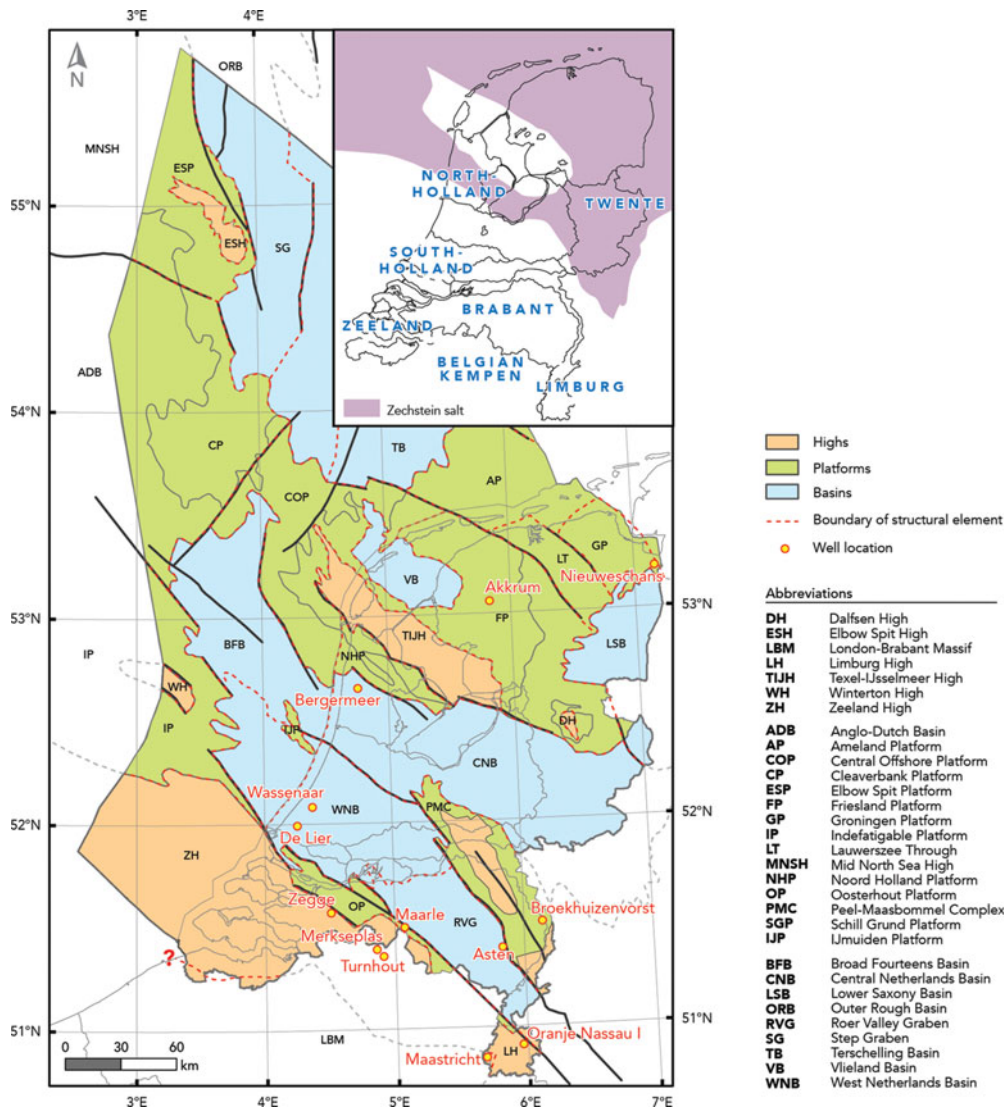 3°E
4°E
N
ORB
MNSH
ESP
55°N
ESH
SG
NORTH-
HOLLAND
TWENTE
SOUTH-
HOLLAND
BRABANT
ZEELAND
BELGIAN
KEMPEN
LIMBURG
Zechstein salt
ADB
54°N
CP
TB
COP
AP
GP
LT
Nieuweschans
VB
Akkrum
53°N
53°N
FP
TIJH
LSB
BFB
IP
NHP
WH
Bergermeer
DH
IJP
IP
CNB
Wassenaar
WNB
PMC
52°N
52°N
De Lier
ZH
Zegge
OP
Maarle
RVG
Broekhuizenvorst
Merkseplas
Asten
Turnhout
?
51°N
51°N
Oranje Nassau I
LBM
Maastricht
LH
0 30 60
km
3°E
4°E
5°E
6°E
7°E
Highs
Platforms
Basins
Boundary of structural element
Well location
Abbreviations
DH Dalfsen High
ESH Elbow Spit High
LBM London-Brabant Massif
LH Limburg High
TIJH Texel-IJsselmeer High
WH Winterton High
ZH Zeeland High
ADB Anglo-Dutch Basin
AP Ameland Platform
COP Central Offshore Platform
CP Cleaverbank Platform
ESP Elbow Spit Platform
FP Friesland Platform
GP Groningen Platform
IP Indefatigable Platform
LT Lauwerszee Through
MNSH Mid North Sea High
NHP Noord Holland Platform
OP Oosterhout Platform
PMC Peel-Maasbommel Complex
SGP Schill Grund Platform
IJP IJmuiden Platform
BFB Broad Fourteens Basin
CNB Central Netherlands Basin
LSB Lower Saxony Basin
ORB Outer Rough Basin
RVG Roer Valley Graben
SG Step Graben
TB Terschelling Basin
VB Vlieland Basin
WNB West Netherlands Basin